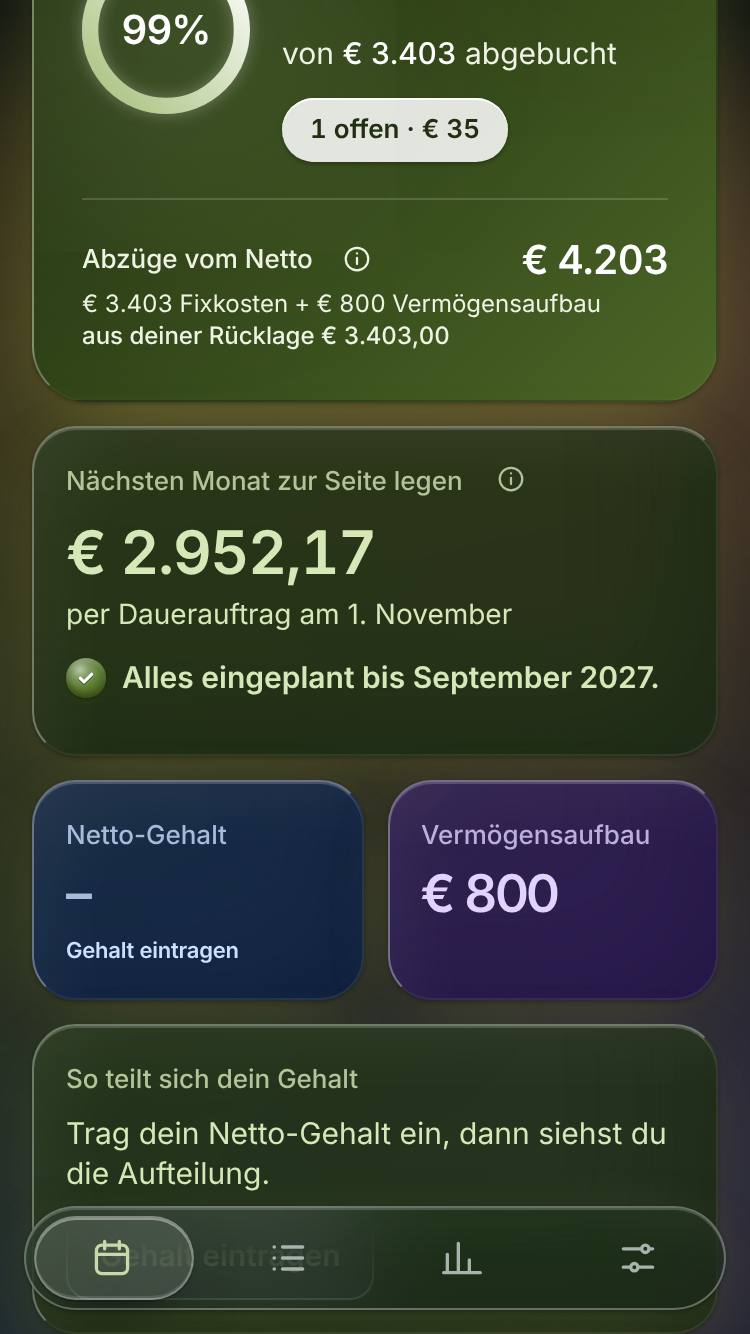 99%
von € 3.403 abgebucht
1 offen · € 35
Abzüge vom Netto
€ 4.203
€ 3.403 Fixkosten + € 800 Vermögensaufbau
aus deiner Rücklage € 3.403,00
Nächsten Monat zur Seite legen
€ 2.952,17
per Dauerauftrag am 1. November
Alles eingeplant bis September 2027.
Netto-Gehalt
–
Gehalt eintragen
Vermögensaufbau
€ 800
So teilt sich dein Gehalt
Trag dein Netto-Gehalt ein, dann siehst du
die Aufteilung.
Gehalt eintragen